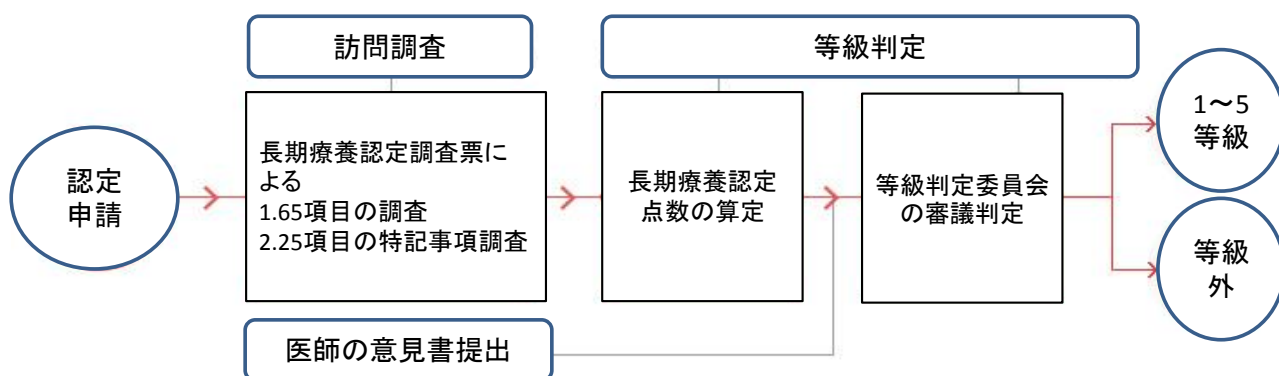 訪問調査
等級判定
認定
申請
長期療養認定調査票に
よる
1.65項目の調査
2.25項目の特記事項調査
長期療養認定
点数の算定
等級判定委員会
の審議判定
1〜5
等級
等級
外
医師の意見書提出